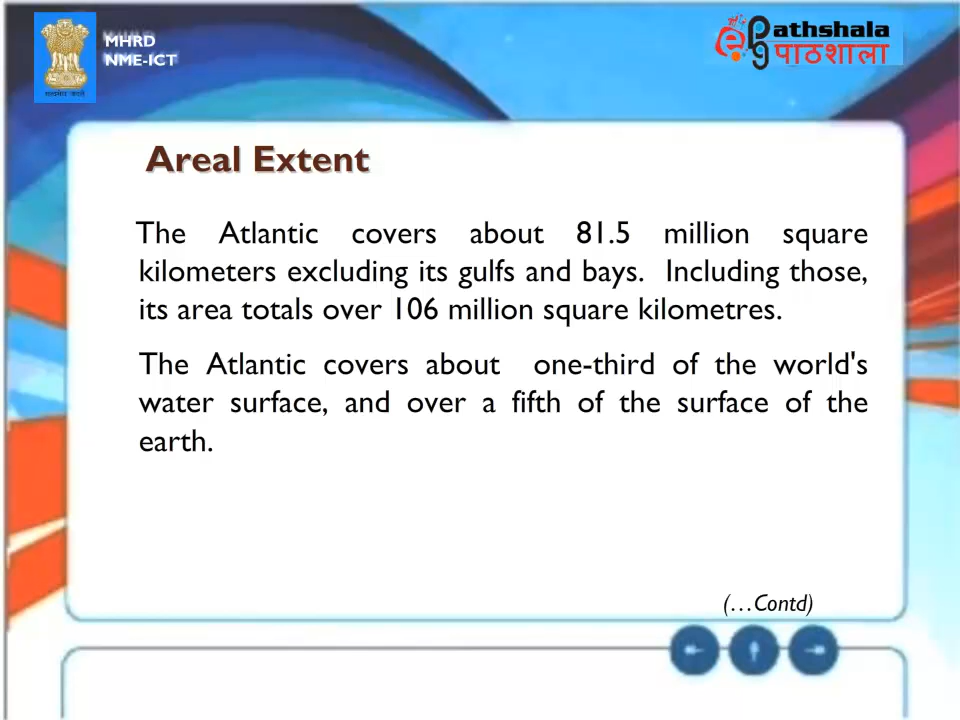 MHRD
NME-ICT
ePathshala
पाठशाला
Areal Extent
The Atlantic covers about 81.5 million square
kilometers excluding its gulfs and bays. Including those,
its area totals over 106 million square kilometres.
The Atlantic covers about one-third of the world's
water surface, and over a fifth of the surface of the
earth.
(…Contd)